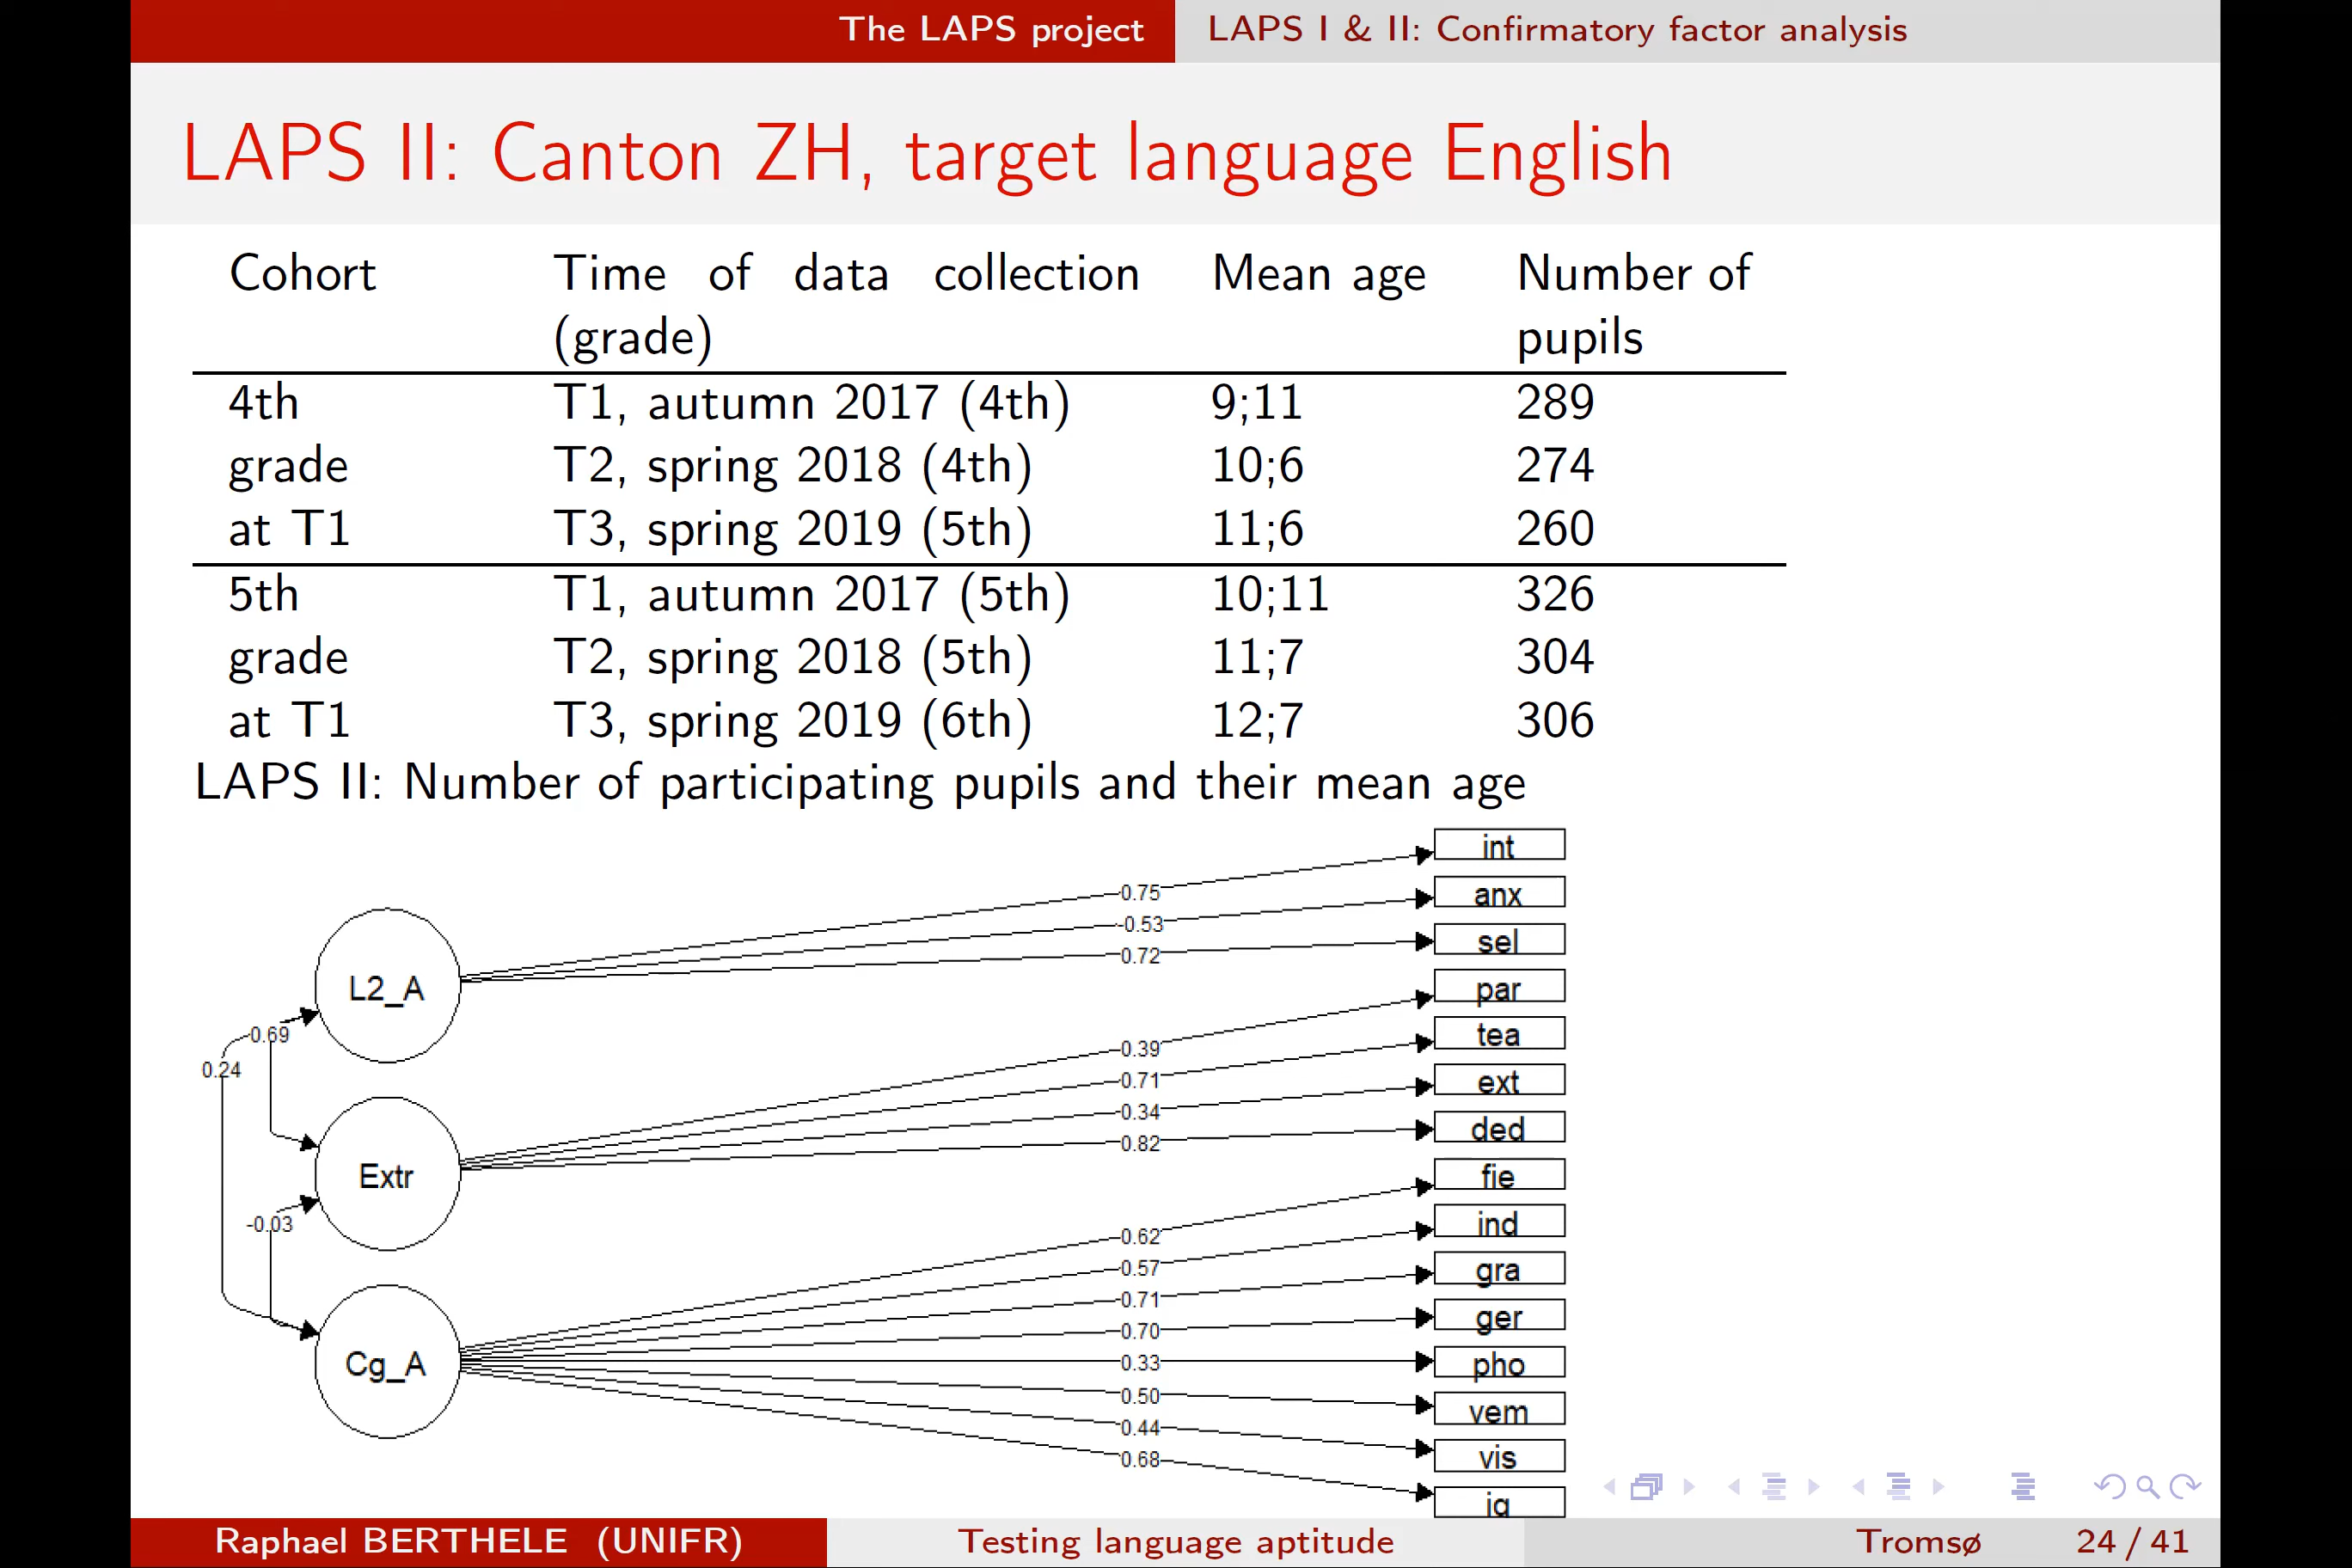 The LAPS project LAPS I & II: Confirmatory factor analysis
LAPS II: Canton ZH, target language English
Cohort Time of data collection Mean age Number of
(grade) pupils
4th T1, autumn 2017 (4th) 9;11 289
grade T2, spring 2018 (4th) 10;6 274
at T1 T3, spring 2019 (5th) 11;6 260
5th T1, autumn 2017 (5th) 10;11 326
grade T2, spring 2018 (5th) 11;7 304
at T1 T3, spring 2019 (6th) 12;7 306
LAPS II: Number of participating pupils and their mean age
int
0.75
anx
-0.53
sel
0.72
L2_A
par
0.69
tea
0.39
0.24
0.71
ext
0.34
ded
0.82
Extr
fie
-0.03
ind
0.62
0.57
gra
0.71
ger
0.70
Cg_A
0.33
pho
0.50
vem
0.44
vis
0.68
iq
Raphael BERTHELE (UNIFR) Testing language aptitude Tromsø 24 / 41